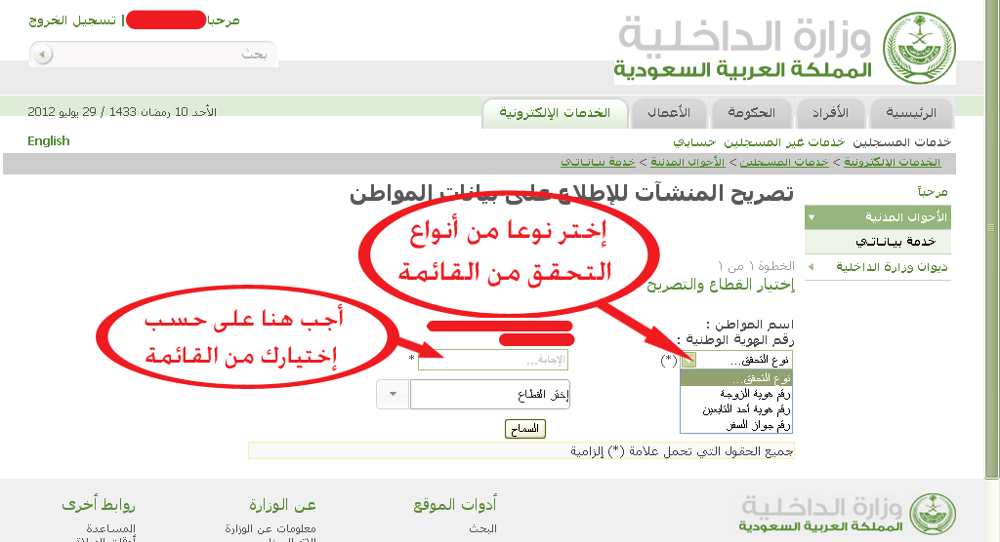 مرحبا | تسجيل الخروج
بحث
وزارة الداخلية
المملكة العربية السعودية
الأحد 10 رمضان 1433 / 29 يوليو 2012
الرئيسية الأفراد الحكومة الأعمال الخدمات الإلكترونية
خدمات المسجلين خدمات غير المسجلين حسابي
English
الخدمات الإلكترونية > خدمات المسجلين > الأحوال المدنية > خدمة بياناتي
مرحباً
الأحوال المدنية
خدمة بياناتي
ديوان وزارة الداخلية
تصريح المنشآت للإطلاع على بيانات المواطن
إختر نوعا من أنواع
التحقق من القائمة
الخطوة ١ من ١
إختيار القطاع والتصريح
أجب هنا على حسب
إختيارك من القائمة
اسم المواطن :
رقم الهوية الوطنية :
نوع التحقق... (*)
الإجابة... *
نوع التحقق...
رقم هوية الزوجة
رقم هوية أحد التابعين
رقم جواز السفر
إختر القطاع
السماح
جميع الحقول التي تحمل علامة (*) إلزامية
وزارة الداخلية
المملكة العربية السعودية
أدوات الموقع
البحث
عن الوزارة
معلومات عن الوزارة
روابط أخرى
المساعدة